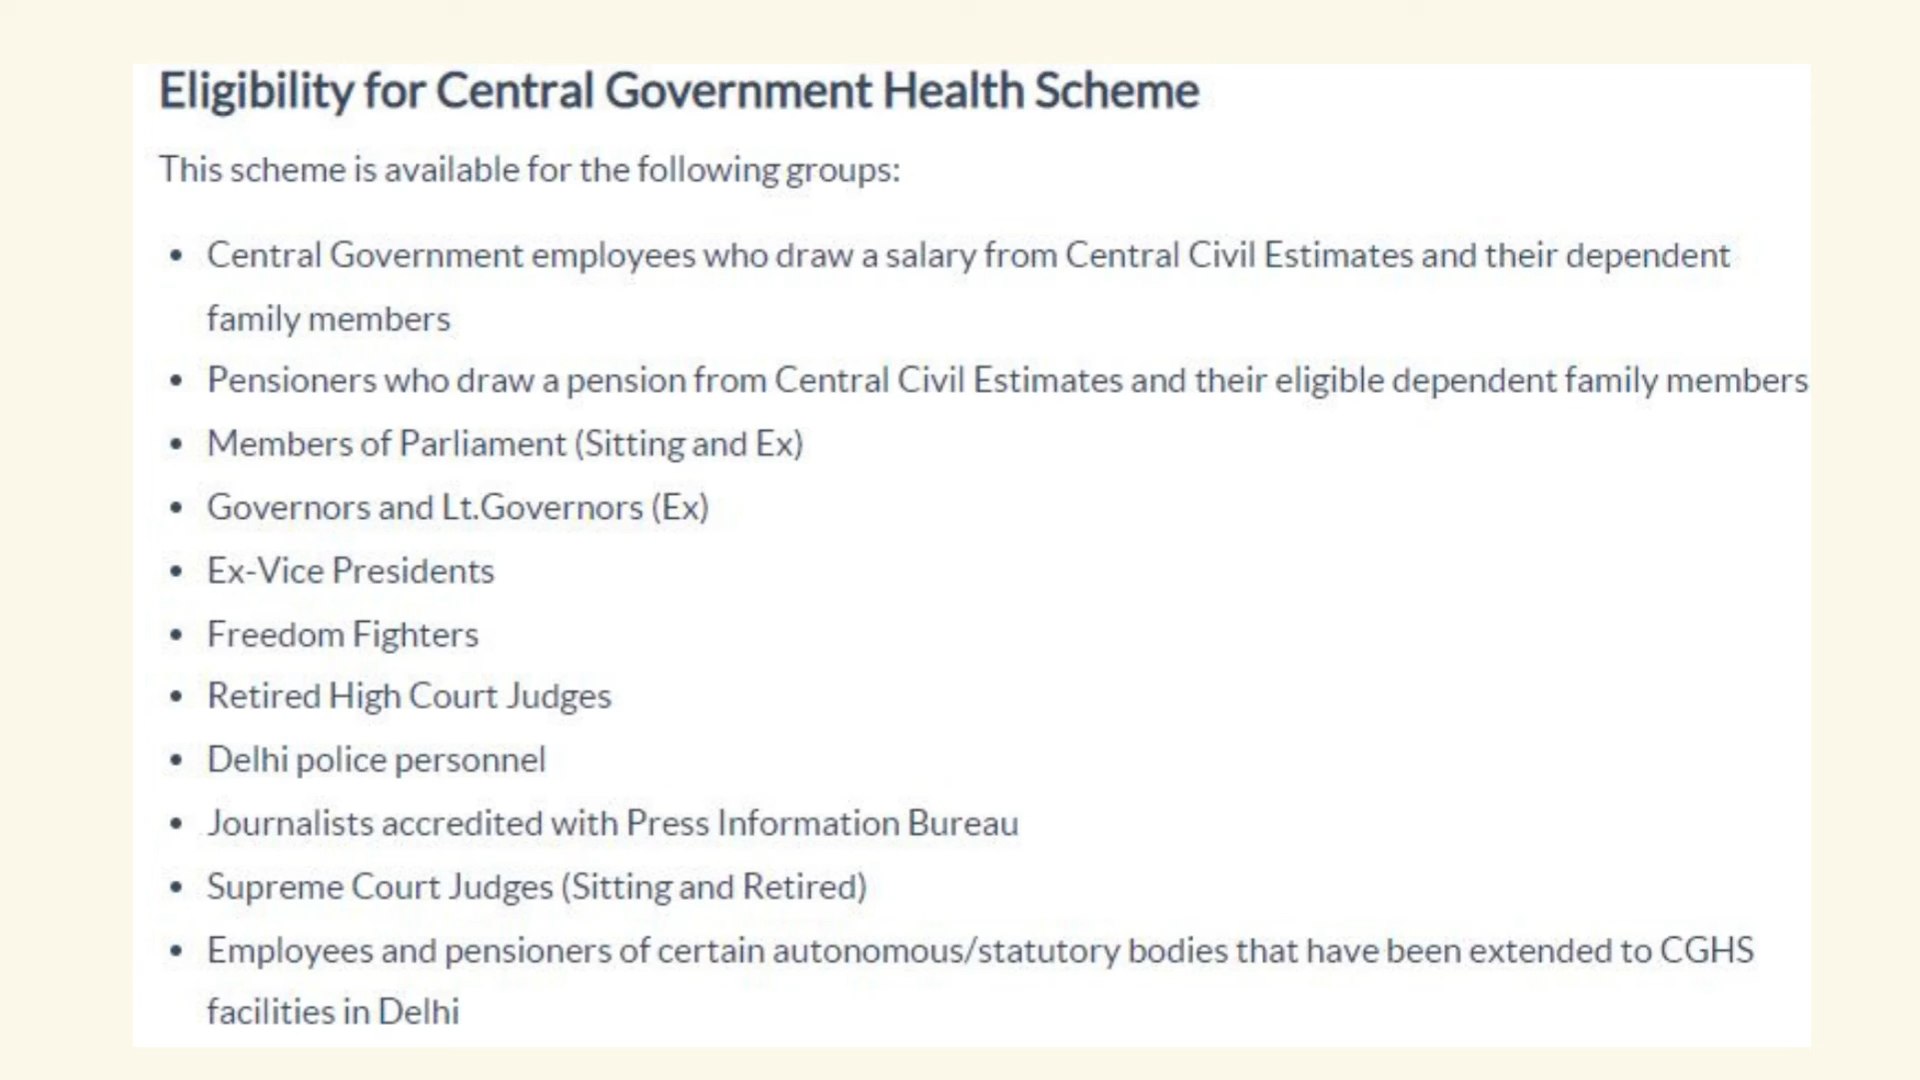 Eligibility for Central Government Health Scheme
This scheme is available for the following groups:
• Central Government employees who draw a salary from Central Civil Estimates and their dependent
family members
• Pensioners who draw a pension from Central Civil Estimates and their eligible dependent family members
• Members of Parliament (Sitting and Ex)
• Governors and Lt.Governors (Ex)
• Ex-Vice Presidents
• Freedom Fighters
• Retired High Court Judges
• Delhi police personnel
• Journalists accredited with Press Information Bureau
• Supreme Court Judges (Sitting and Retired)
• Employees and pensioners of certain autonomous/statutory bodies that have been extended to CGHS
facilities in Delhi